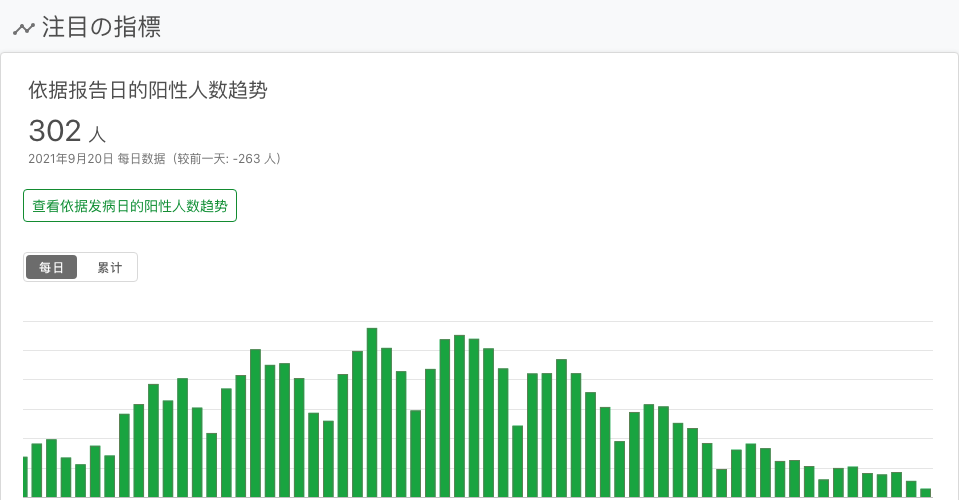 注目の指標
依据报告日的阳性人数趋势
302 人
2021年9月20日 每日数据（较前一天: -263 人）
查看依据发病日的阳性人数趋势
每日 累计